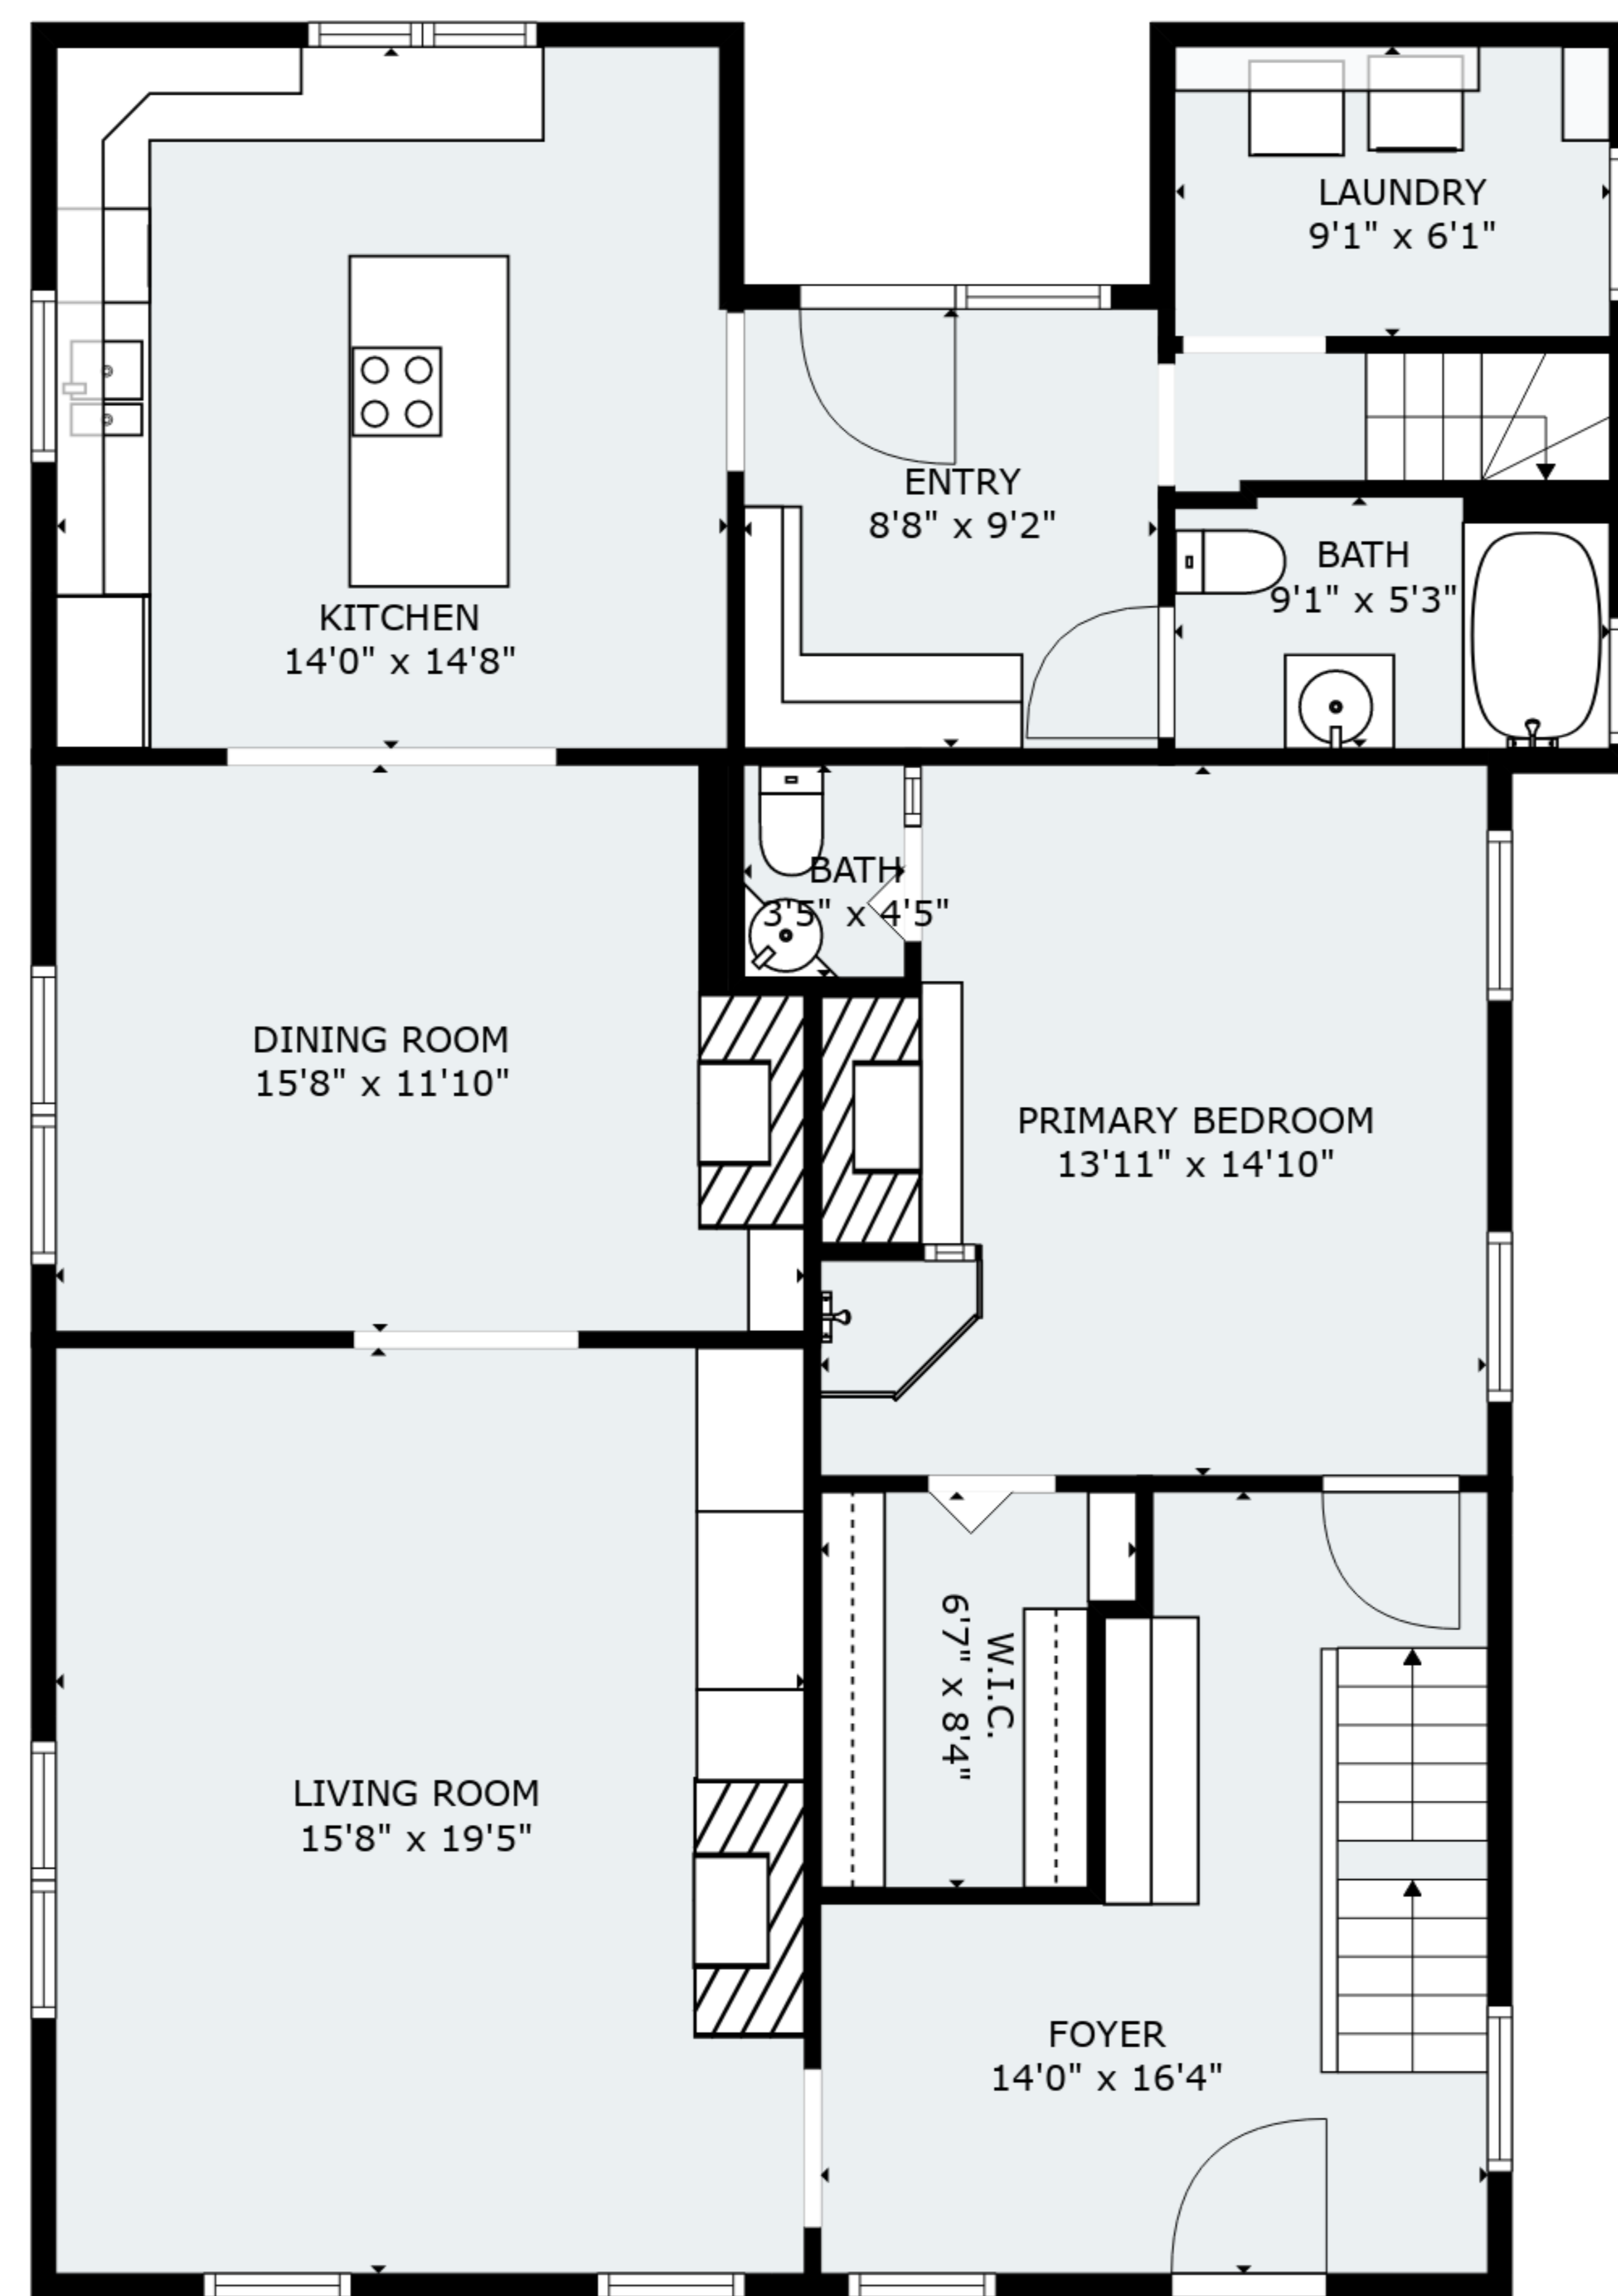 LAUNDRY
9'1" x 6'1"
ENTRY
8'8" x 9'2"
BATH
9'1" x 5'3"
KITCHEN
14'0" x 14'8"
BATH
3'5" x 4'5"
DINING ROOM
15'8" x 11'10"
PRIMARY BEDROOM
13'11" x 14'10"
W.I.C.
6'7" x 8'4"
LIVING ROOM
15'8" x 19'5"
FOYER
14'0" x 16'4"